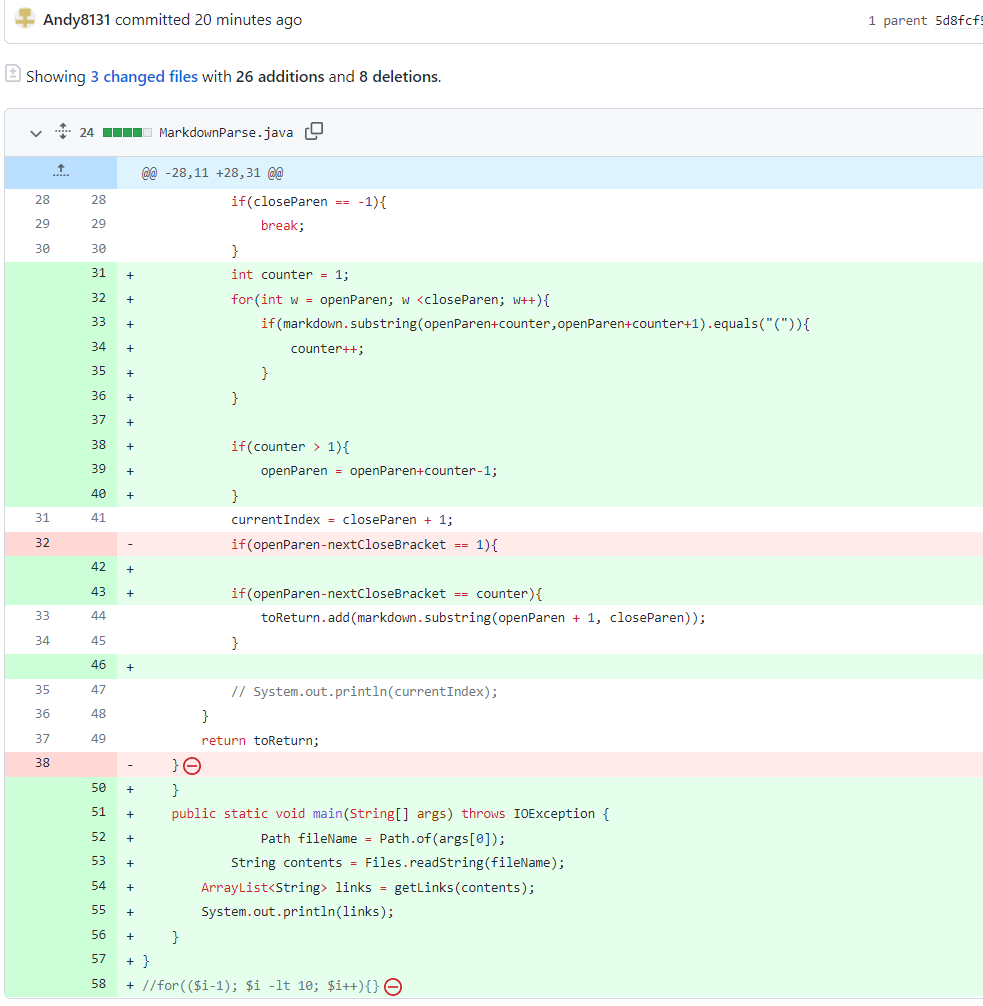 Andy8131 committed 20 minutes ago 1 parent 5d8fcf5
Showing 3 changed files with 26 additions and 8 deletions.
24 MarkdownParse.java
@@ -28,11 +28,31 @@
28 28 if(closeParen == -1){
29 29 break;
30 30 }
31 + int counter = 1;
32 + for(int w = openParen; w <closeParen; w++){
33 + if(markdown.substring(openParen+counter,openParen+counter+1).equals("(")){
34 + counter++;
35 + }
36 + }
37 +
38 + if(counter > 1){
39 + openParen = openParen+counter-1;
40 + }
31 41 currentIndex = closeParen + 1;
32 - if(openParen-nextCloseBracket == 1){
42 +
43 + if(openParen-nextCloseBracket == counter){
33 44 toReturn.add(markdown.substring(openParen + 1, closeParen));
34 45 }
46 +
35 47 // System.out.println(currentIndex);
36 48 }
37 49 return toReturn;
38 - }
50 + }
51 + public static void main(String[] args) throws IOException {
52 + Path fileName = Path.of(args[0]);
53 + String contents = Files.readString(fileName);
54 + ArrayList<String> links = getLinks(contents);
55 + System.out.println(links);
56 + }
57 + }
58 + //for(($i-1); $i -lt 10; $i++){}